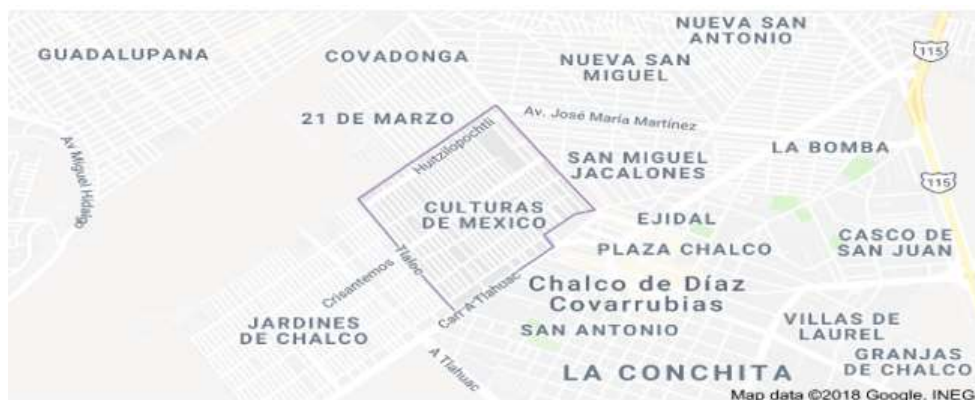 NUEVA SAN
ANTONIO
115
GUADALUPANA
COVADONGA
NUEVA SAN
MIGUEL
21 DE MARZO
Av. José María Martínez
Huitzilopochtli
Av Miguel Hidalgo
SAN MIGUEL
JACALONES
LA BOMBA
115
CULTURAS
DE MEXICO
EJIDAL
PLAZA CHALCO
CASCO DE
SAN JUAN
Tlaloc
Crisantemos
Carr A Tlahuac
Chalco de Díaz
Covarrubias
JARDINES
DE CHALCO
SAN ANTONIO
VILLAS DE
LAUREL
A Tlahuac
LA CONCHITA
GRANJAS
DE CHALCO
Map data ©2018 Google, INEG